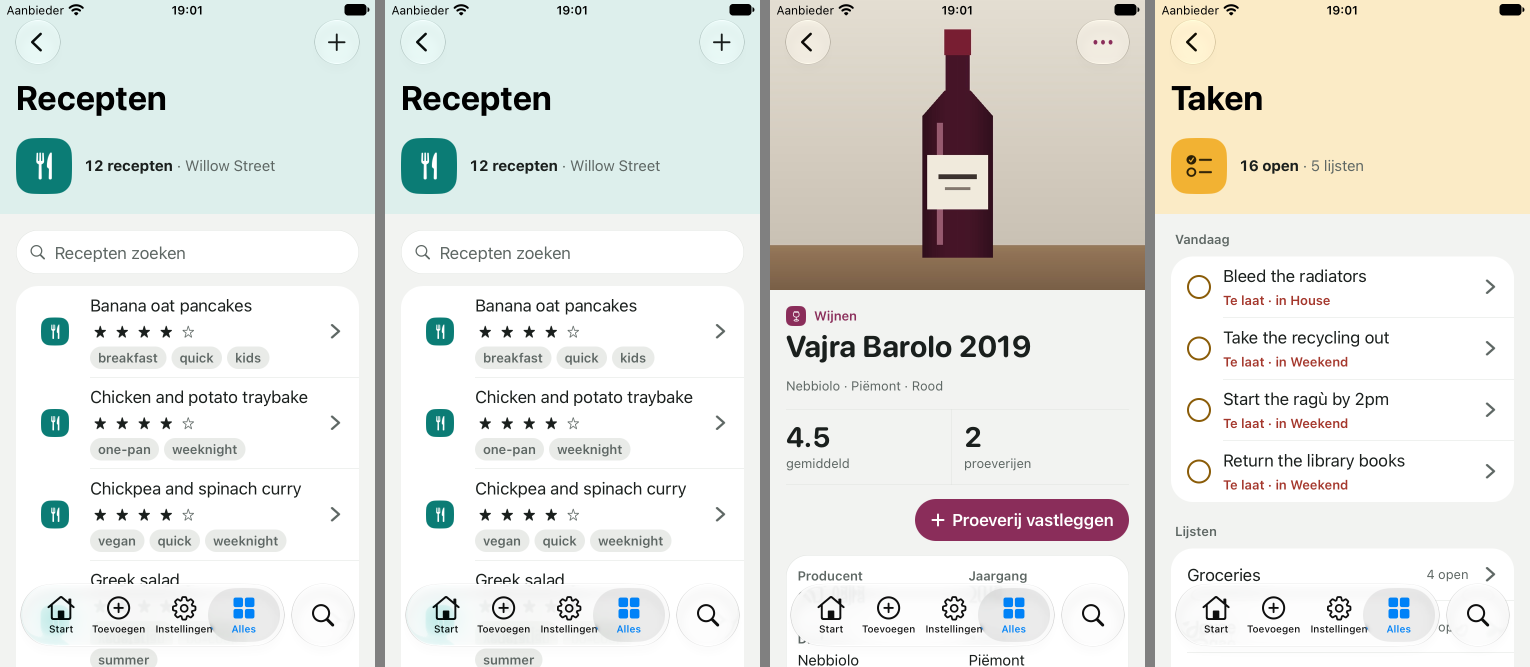 Aanbieder 19:01
Recepten
12 recepten · Willow Street
Recepten zoeken
Banana oat pancakes
★ ★ ★ ★ ☆
breakfast quick kids
Chicken and potato traybake
★ ★ ★ ★ ☆
one-pan weeknight
Chickpea and spinach curry
★ ★ ★ ★ ☆
vegan quick weeknight
Greek salad
Start Toevoegen Instellingen Alles
summer
Aanbieder 19:01
Recepten
12 recepten · Willow Street
Recepten zoeken
Banana oat pancakes
★ ★ ★ ★ ☆
breakfast quick kids
Chicken and potato traybake
★ ★ ★ ★ ☆
one-pan weeknight
Chickpea and spinach curry
★ ★ ★ ★ ☆
vegan quick weeknight
Greek salad
Start Toevoegen Instellingen Alles
summer
Aanbieder 19:01
Wijnen
Vajra Barolo 2019
Nebbiolo · Piëmont · Rood
4.5 2
gemiddeld proeverijen
+ Proeverij vastleggen
Producent Jaargang
Start Toevoegen Instellingen Alles
Nebbiolo Piëmont
Aanbieder 19:01
Taken
16 open · 5 lijsten
Vandaag
Bleed the radiators
Te laat · in House
Take the recycling out
Te laat · in Weekend
Start the ragù by 2pm
Te laat · in Weekend
Return the library books
Te laat · in Weekend
Lijsten
Groceries 4 open
Start Toevoegen Instellingen Alles